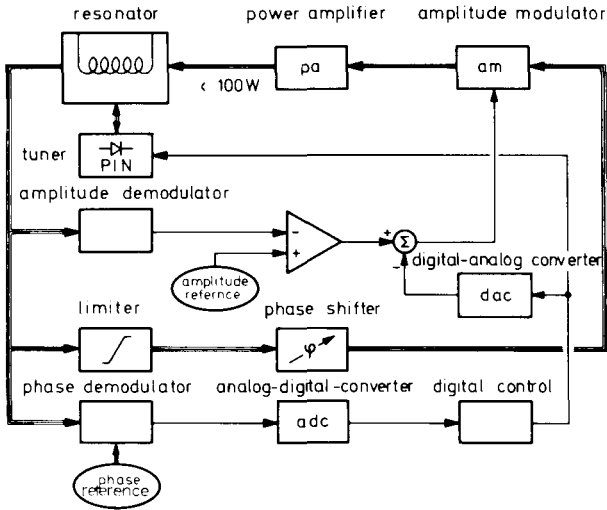 resonator
power amplifier
amplitude modulator
pa
am
< 100W
tuner
PIN
amplitude demodulator
-
+
+
Σ
-
amplitude
refernce
digital-analog converter
dac
limiter
phase shifter
φ
phase demodulator
analog-digital-converter
digital control
adc
phase
reference